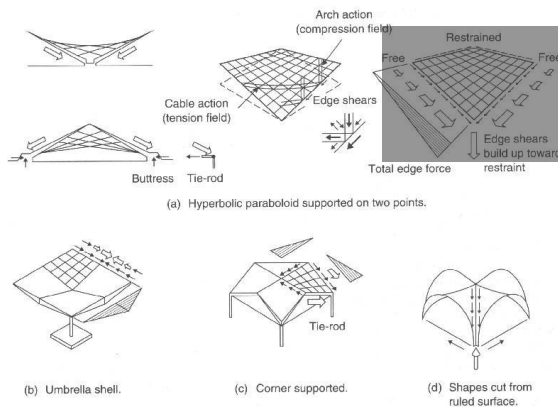 Arch action
(compression field)
Restrained
Free
Free
Cable action
(tension field)
Edge shears
Buttress
Tie-rod
Total edge force
Edge shears
build up toward
restraint
(a) Hyperbolic paraboloid supported on two points.
Tie-rod
(b) Umbrella shell.
(c) Corner supported.
(d) Shapes cut from
ruled surface.